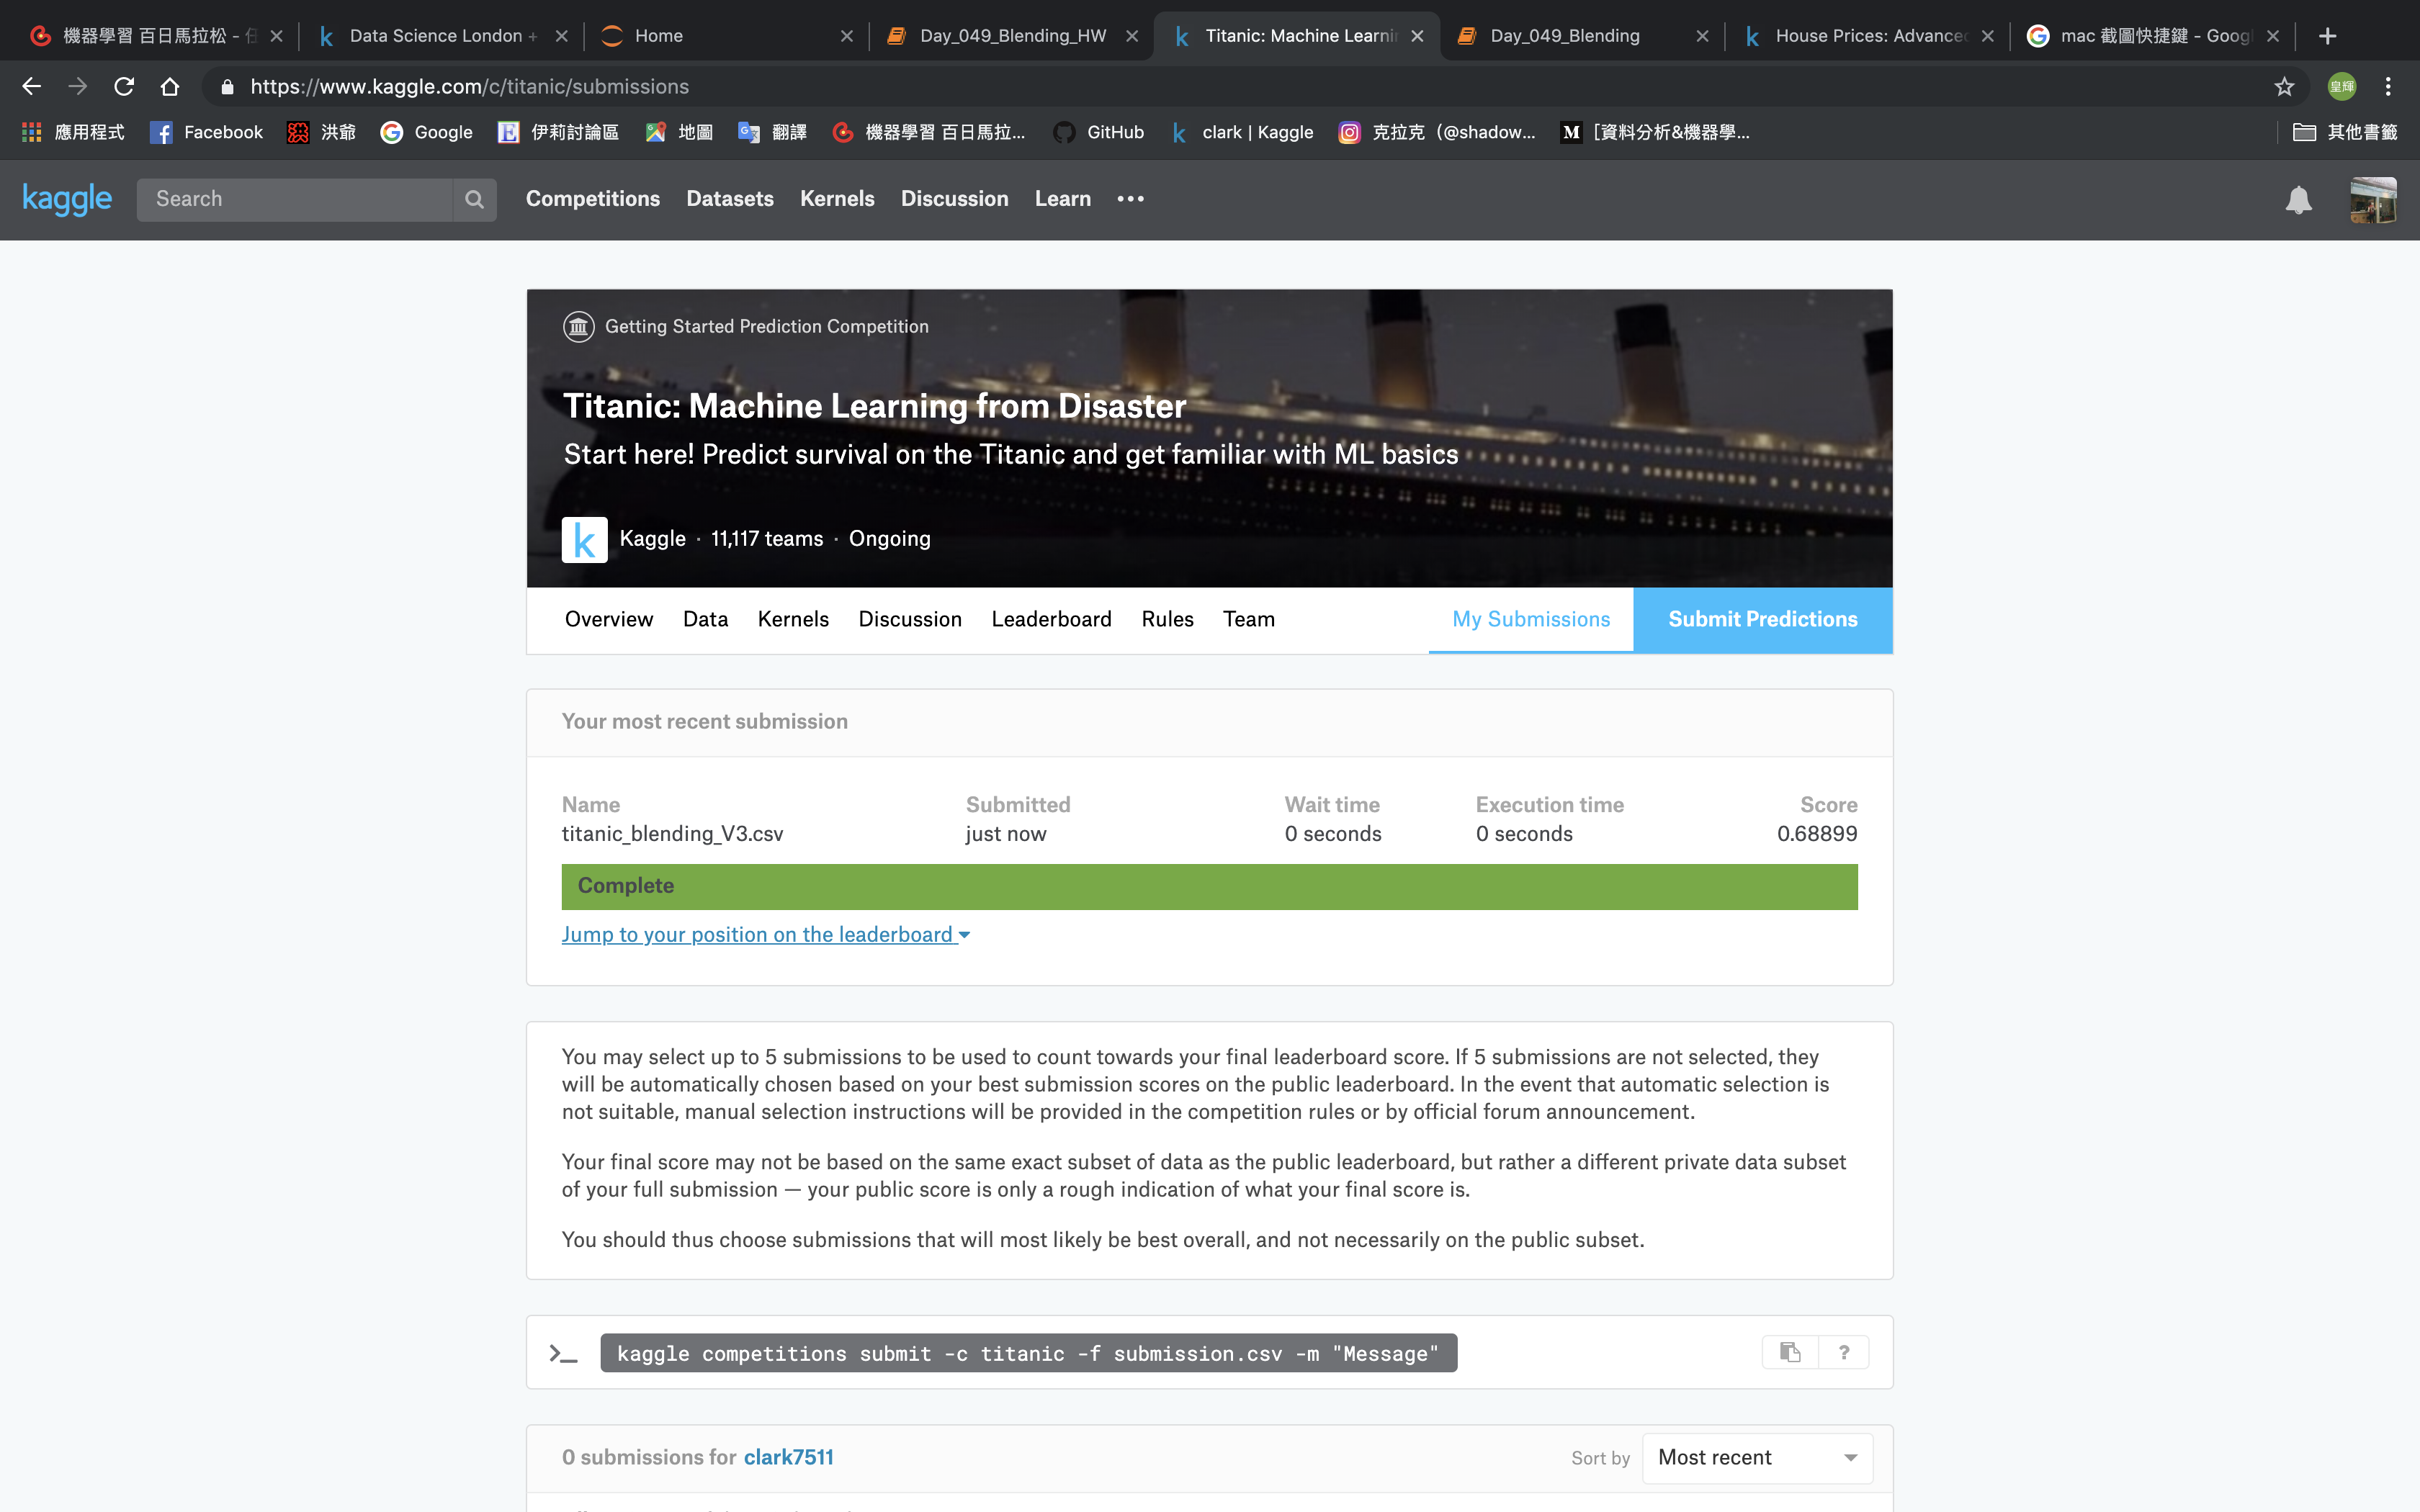 機器學習 百日馬拉松 -
Data Science London +
Home
Day_049_Blending_HW
Titanic: Machine Learni
Day_049_Blending
House Prices: Advanced
mac 截圖快捷鍵 - Goog
https://www.kaggle.com/c/titanic/submissions
皇輝
應用程式
Facebook
洪爺
Google
伊莉討論區
地圖
翻譯
機器學習 百日馬拉...
GitHub
clark | Kaggle
克拉克（@shadow...
［資料分析&機器學...
其他書籤
kaggle
Search
Competitions
Datasets
Kernels
Discussion
Learn
Getting Started Prediction Competition
Titanic: Machine Learning from Disaster
Start here! Predict survival on the Titanic and get familiar with ML basics
Kaggle · 11,117 teams · Ongoing
Overview
Data
Kernels
Discussion
Leaderboard
Rules
Team
My Submissions
Submit Predictions
Your most recent submission
Name Submitted Wait time Execution time Score
titanic_blending_V3.csv just now 0 seconds 0 seconds 0.68899
Complete
Jump to your position on the leaderboard
You may select up to 5 submissions to be used to count towards your final leaderboard score. If 5 submissions are not selected, they
will be automatically chosen based on your best submission scores on the public leaderboard. In the event that automatic selection is
not suitable, manual selection instructions will be provided in the competition rules or by official forum announcement.
Your final score may not be based on the same exact subset of data as the public leaderboard, but rather a different private data subset
of your full submission — your public score is only a rough indication of what your final score is.
You should thus choose submissions that will most likely be best overall, and not necessarily on the public subset.
>_ kaggle competitions submit -c titanic -f submission.csv -m "Message" ?
0 submissions for clark7511
Sort by Most recent